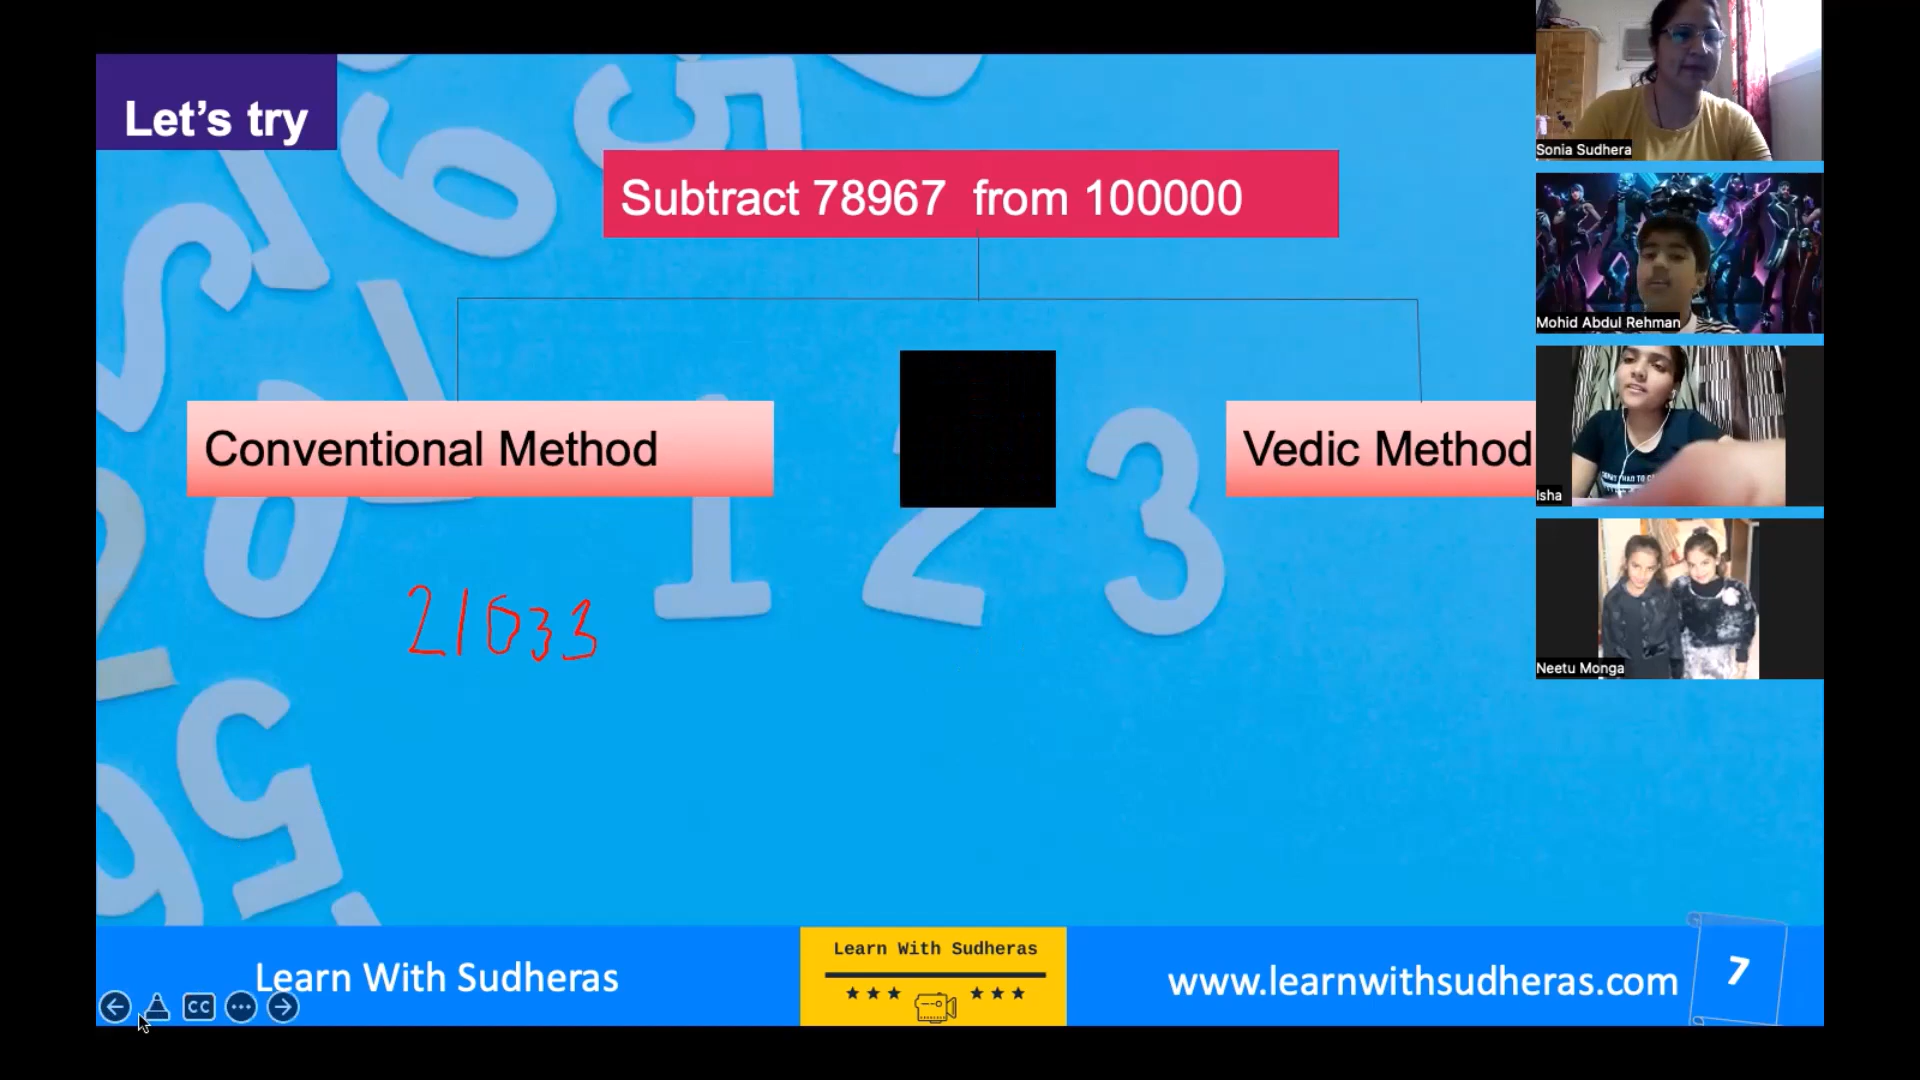 Let's try
Subtract 78967 from 100000
Conventional Method
Vedic Method
21033
Sonia Sudhera
Mohid Abdul Rehman
Isha
Neetu Monga
Learn With Sudheras
Learn With Sudheras
www.learnwithsudheras.com
7
CC